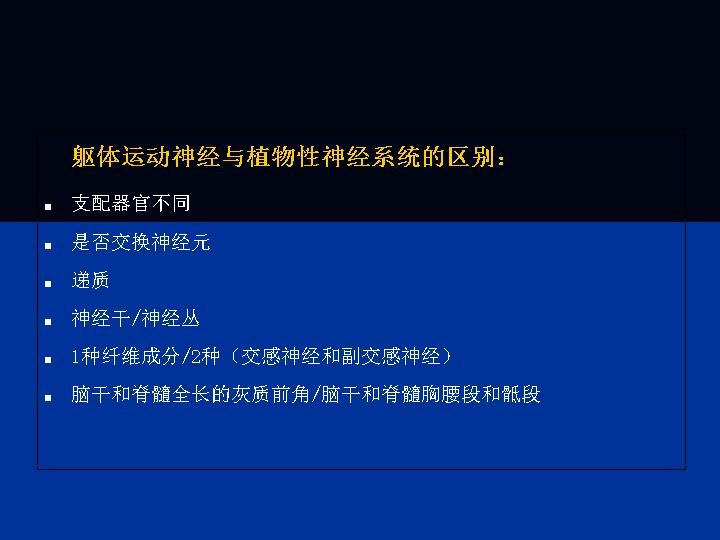 躯体运动神经与植物性神经系统的区别：
支配器官不同
是否交换神经元
递质
神经干/神经丛
1种纤维成分/2种（交感神经和副交感神经）
脑干和脊髓全长的灰质前角/脑干和脊髓胸腰段和骶段